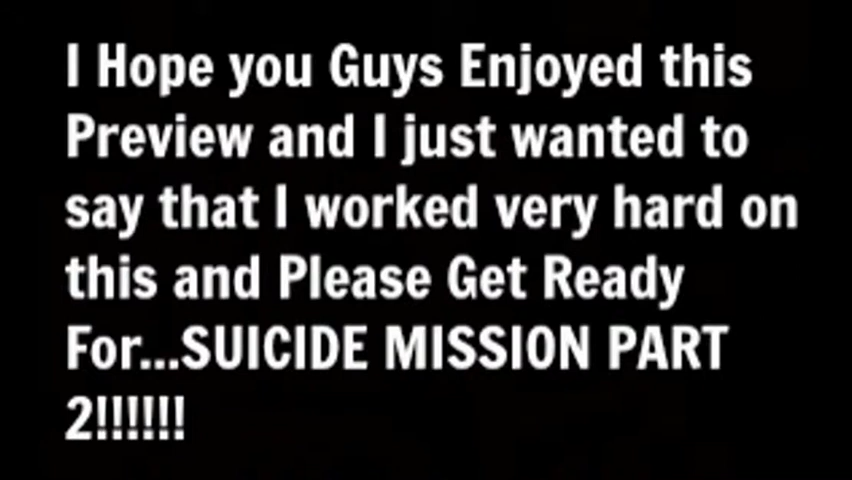 I Hope you Guys Enjoyed this
Preview and I just wanted to
say that I worked very hard on
this and Please Get Ready
For...SUICIDE MISSION PART
2!!!!!!